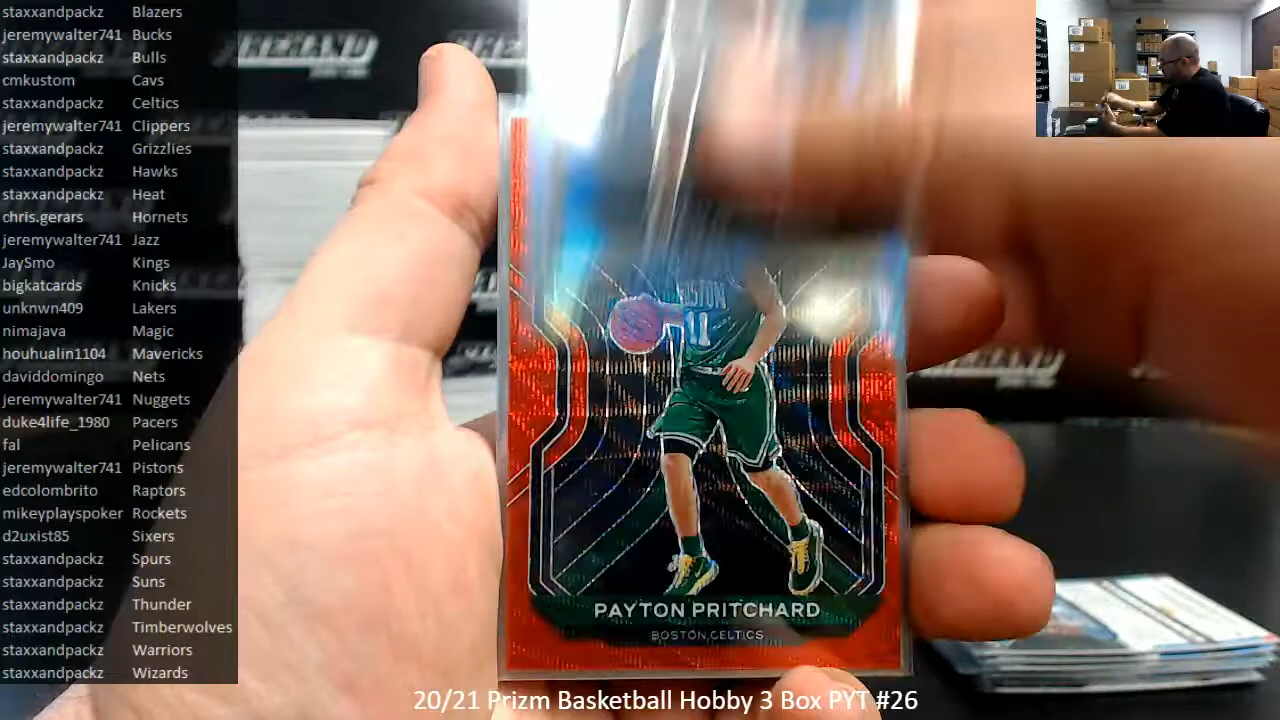 staxxandpackz Blazers
jeremywalter741 Bucks
staxxandpackz Bulls
cmkustom Cavs
staxxandpackz Celtics
jeremywalter741 Clippers
staxxandpackz Grizzlies
staxxandpackz Hawks
staxxandpackz Heat
chris.gerars Hornets
jeremywalter741 Jazz
JaySmo Kings
bigkatcards Knicks
unknwn409 Lakers
nimajava Magic
houhualin1104 Mavericks
daviddomingo Nets
jeremywalter741 Nuggets
duke4life_1980 Pacers
fal Pelicans
jeremywalter741 Pistons
edcolombrito Raptors
mikeyplayspoker Rockets
d2uxist85 Sixers
staxxandpackz Spurs
staxxandpackz Suns
staxxandpackz Thunder
staxxandpackz Timberwolves
staxxandpackz Warriors
staxxandpackz Wizards
11
PAYTON PRITCHARD
BOSTON CELTICS
20/21 Prizm Basketball Hobby 3 Box PYT #26